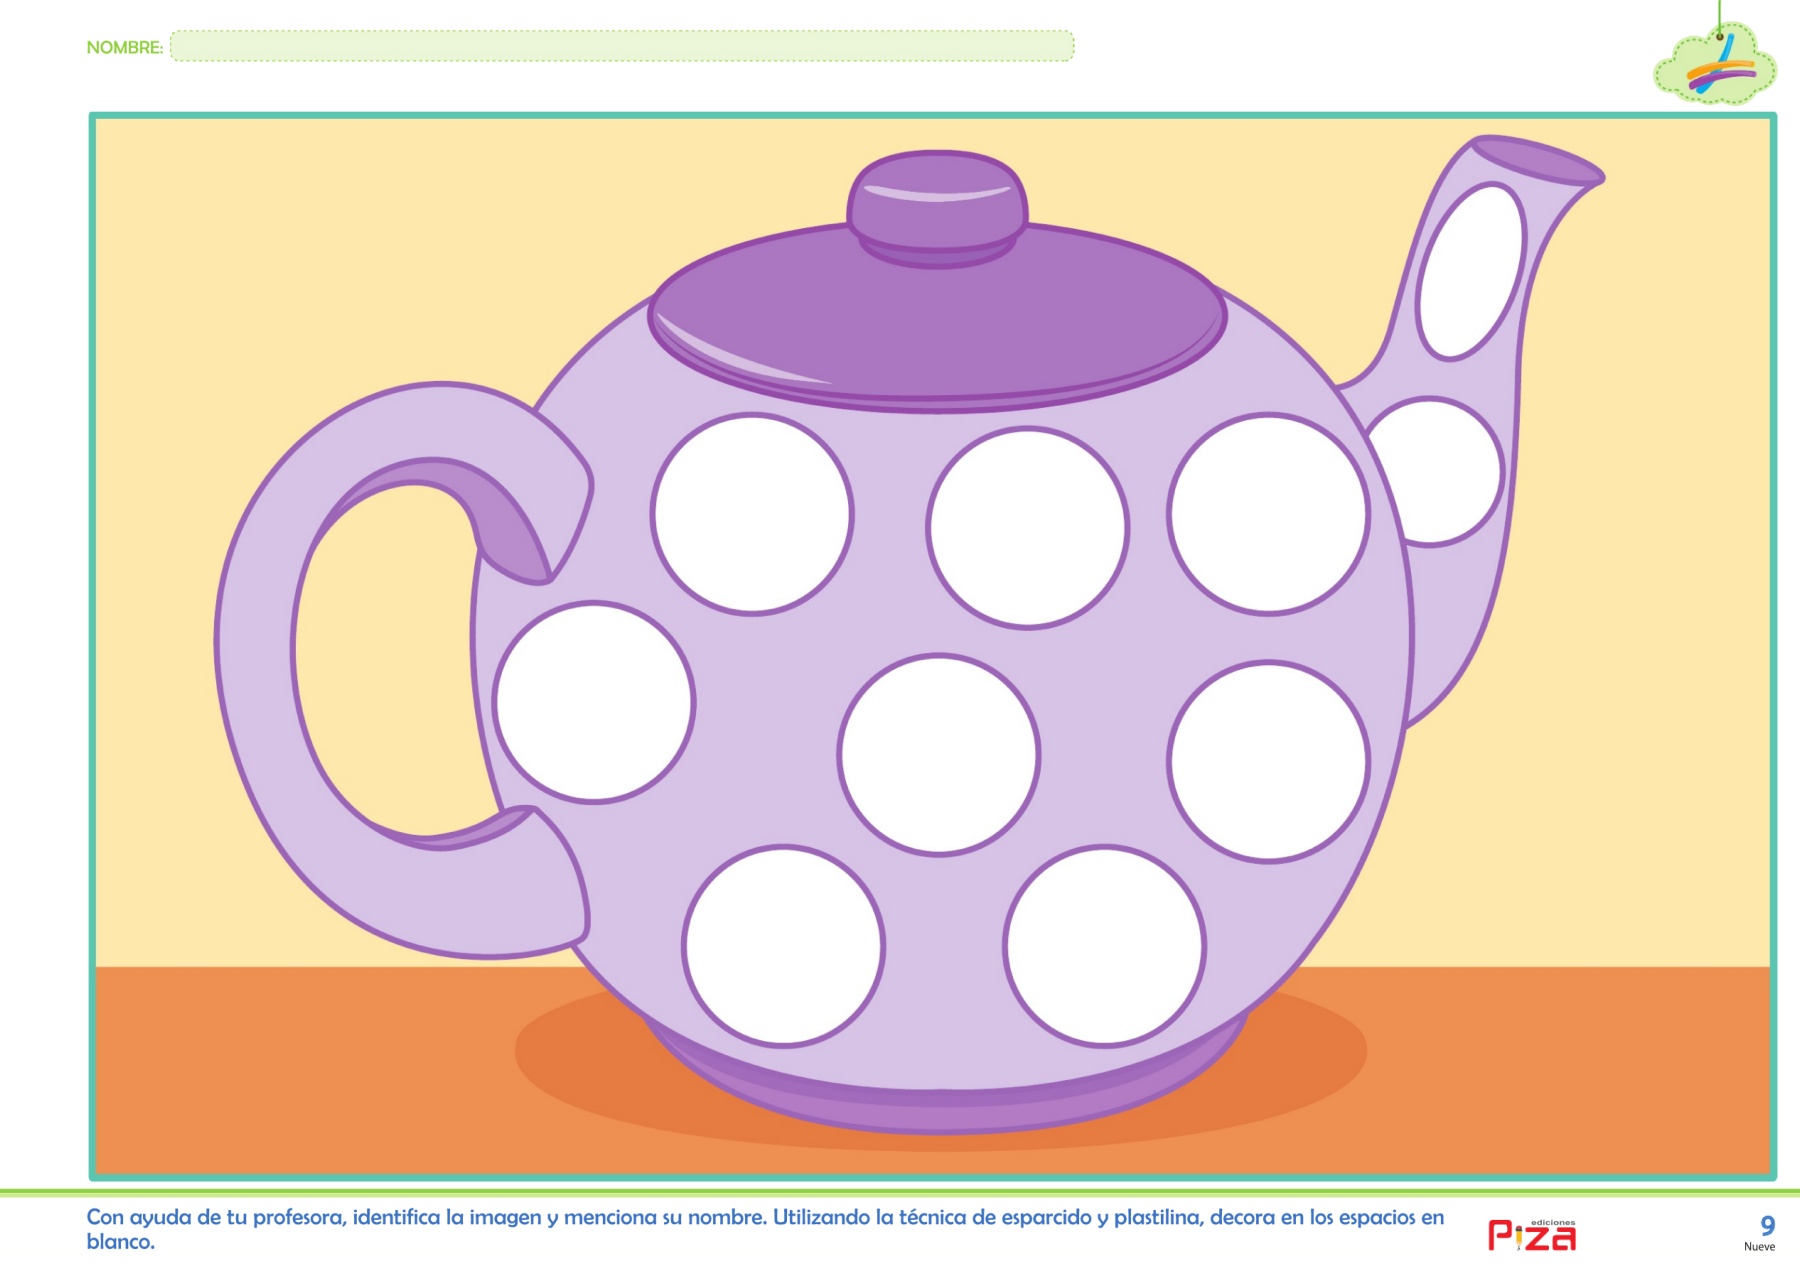 NOMBRE:
Con ayuda de tu profesora, identifica la imagen y menciona su nombre. Utilizando la técnica de esparcido y plastilina, decora en los espacios en
blanco.
ediciones
Piza
9
Nueve